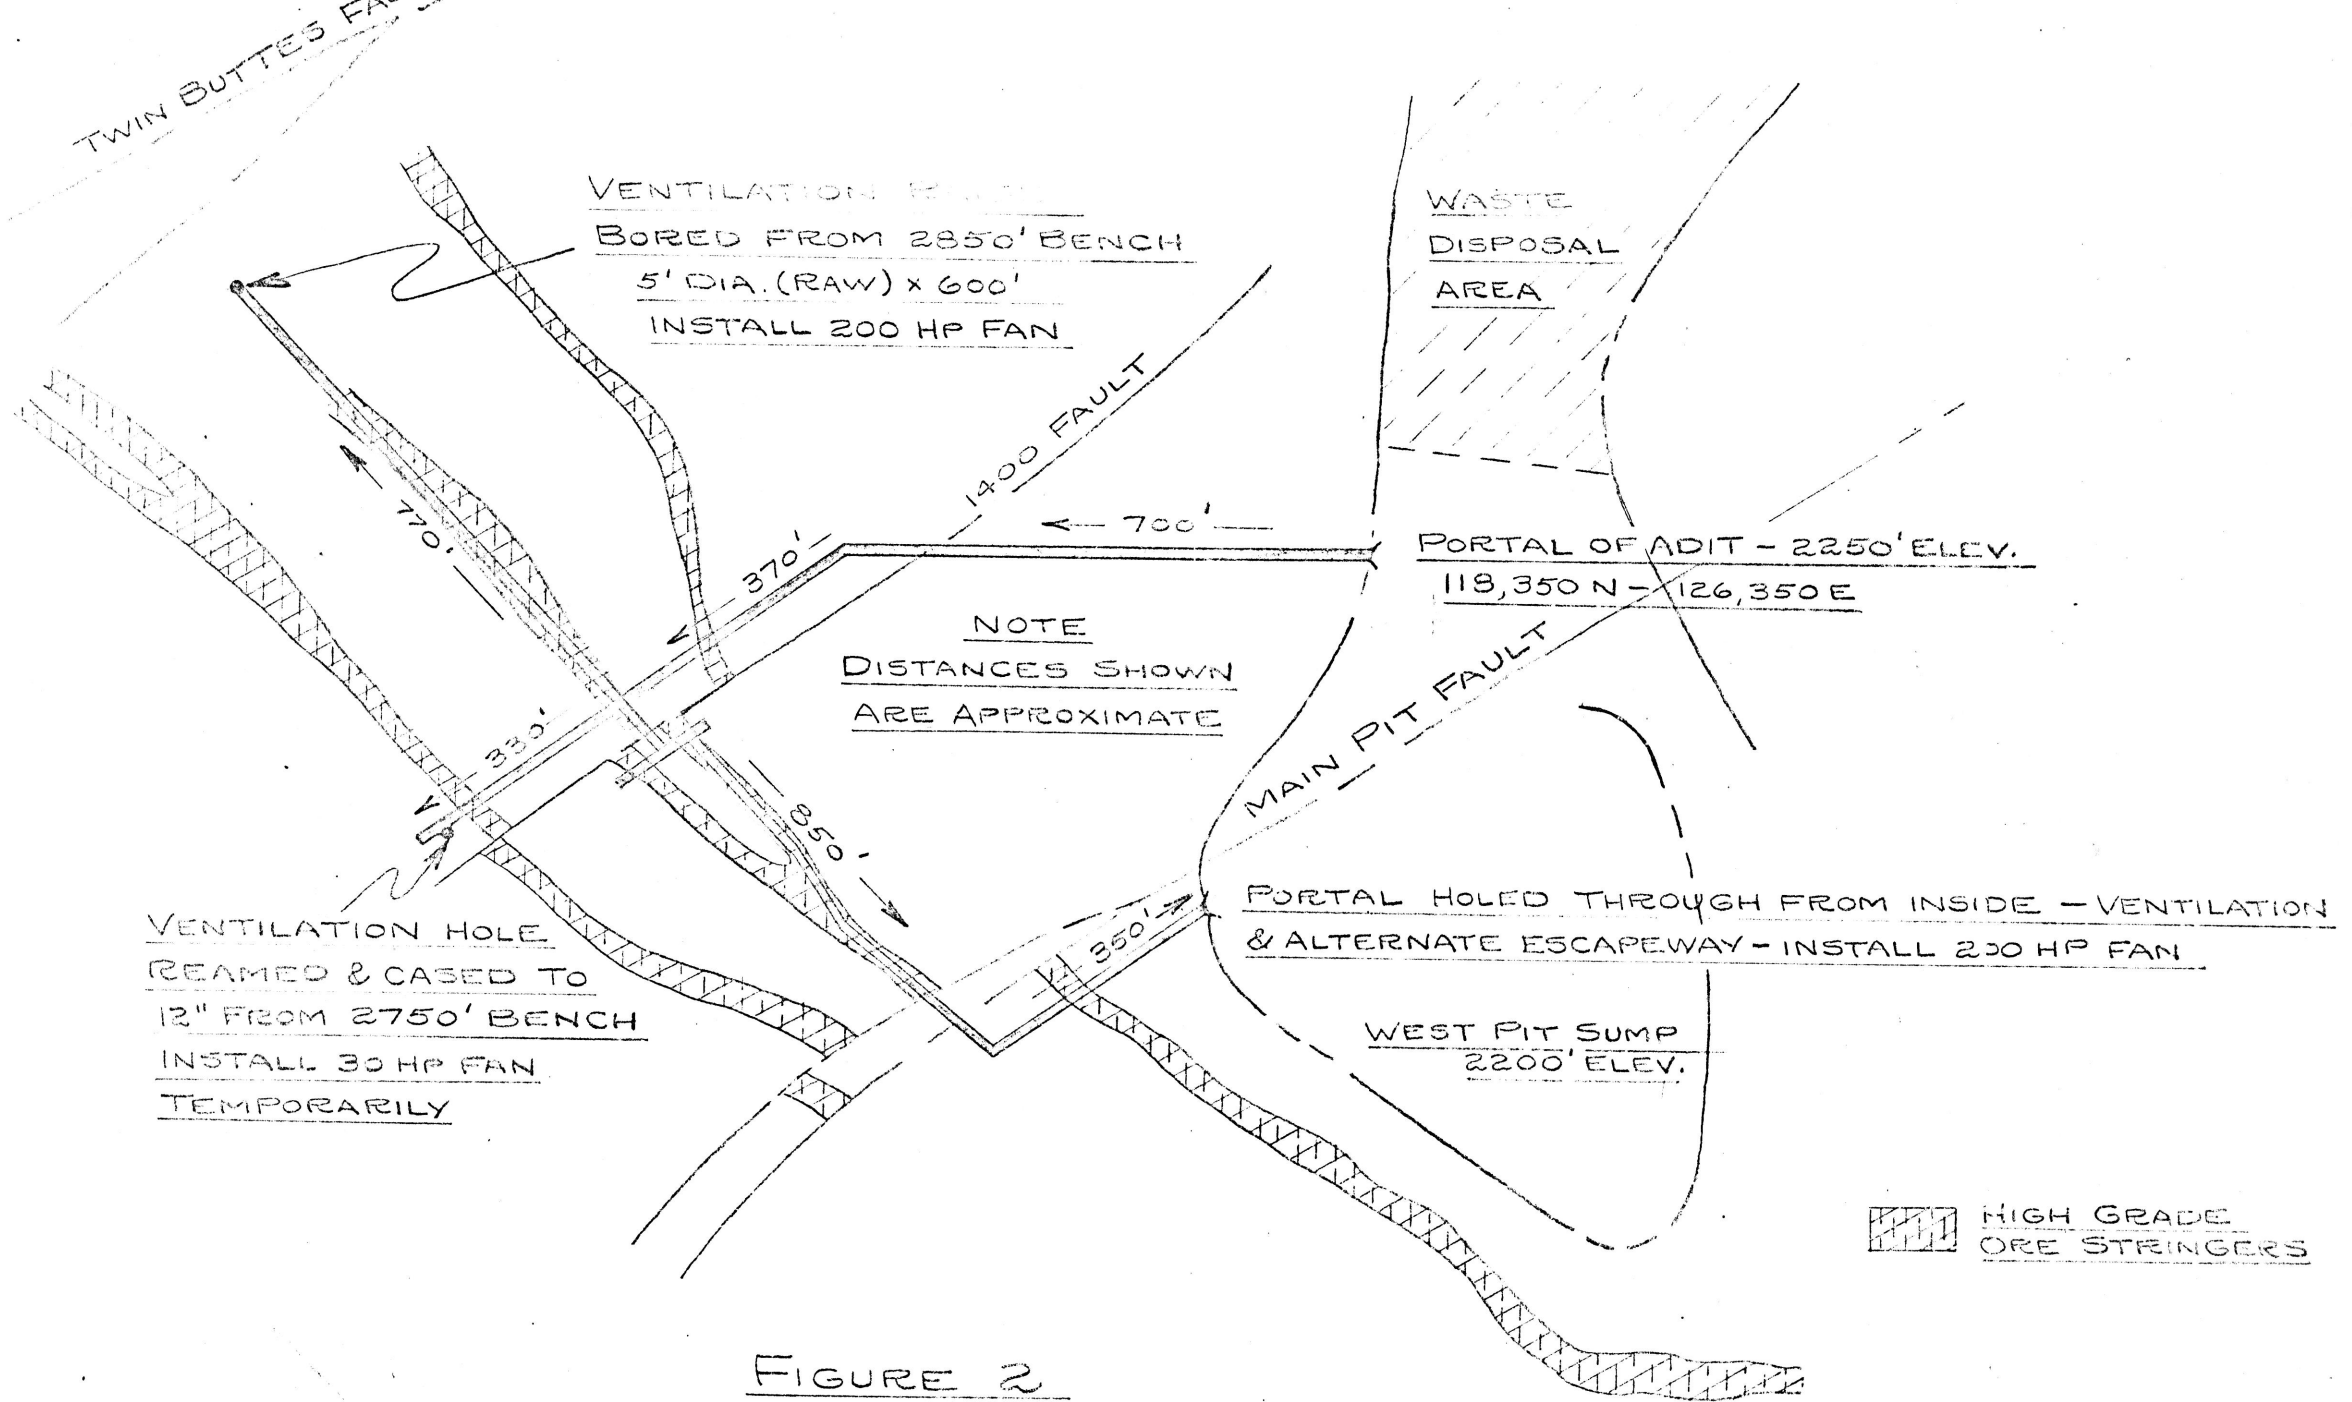 TWIN BUTTES
VENTILATION
BORED FROM 2850' BENCH
5' DIA. (RAW) x 600'
INSTALL 200 HP FAN
WASTE
DISPOSAL
AREA
1400 FAULT
700'
370'
770'
PORTAL OF ADIT - 2250' ELEV.
118,350 N - 126,350 E
NOTE
DISTANCES SHOWN
ARE APPROXIMATE
330'
850'
MAIN PIT FAULT
350'
PORTAL HOLED THROUGH FROM INSIDE - VENTILATION
& ALTERNATE ESCAPEWAY - INSTALL 200 HP FAN
VENTILATION HOLE
REAMED & CASED TO
12" FROM 2750' BENCH
INSTALL 30 HP FAN
TEMPORARILY
WEST PIT SUMP
2200' ELEV.
HIGH GRADE
ORE STRINGERS
FIGURE 2